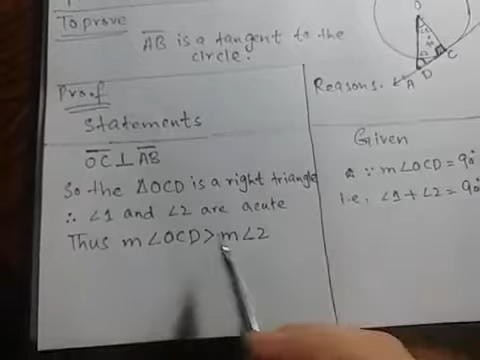 To prove
AB is a tangent to the
circle.
Proof
Statements
Reasons.
OC ⊥ AB
Given
So the ΔOCD is a right triangle
∵ m∠OCD = 90°
∴ ∠1 and ∠2 are acute
i.e, ∠1 + ∠2 = 90°
Thus m∠OCD > m∠2
O
A
D
C